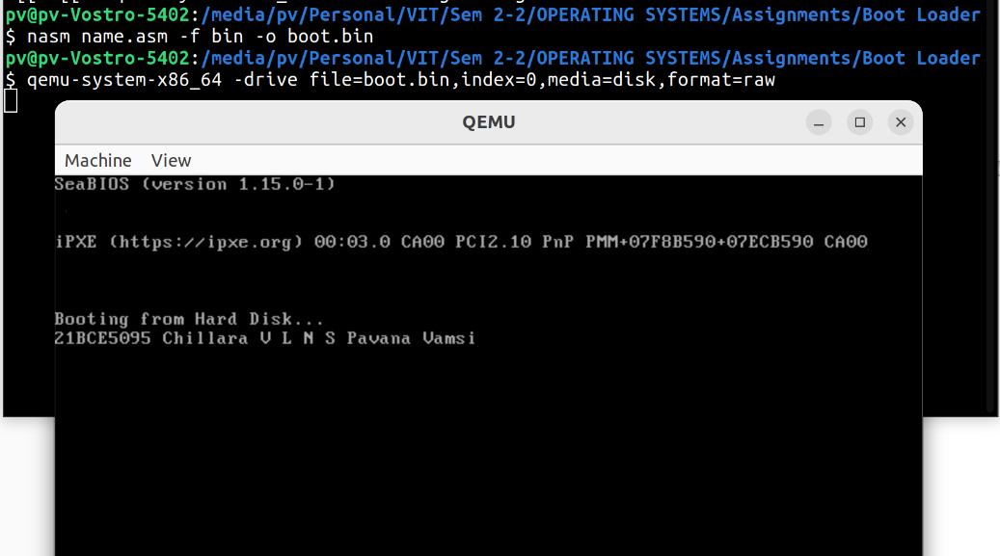 pv@pv-Vostro-5402:/media/pv/Personal/VIT/Sem 2-2/OPERATING SYSTEMS/Assignments/Boot Loader
$ nasm name.asm -f bin -o boot.bin
pv@pv-Vostro-5402:/media/pv/Personal/VIT/Sem 2-2/OPERATING SYSTEMS/Assignments/Boot Loader
$ qemu-system-x86_64 -drive file=boot.bin,index=0,media=disk,format=raw
QEMU
Machine View
SeaBIOS (version 1.15.0-1)
iPXE (https://ipxe.org) 00:03.0 CA00 PCI2.10 PnP PMM+07F8B590+07ECB590 CA00
Booting from Hard Disk...
21BCE5095 Chillara V L N S Pavana Vamsi